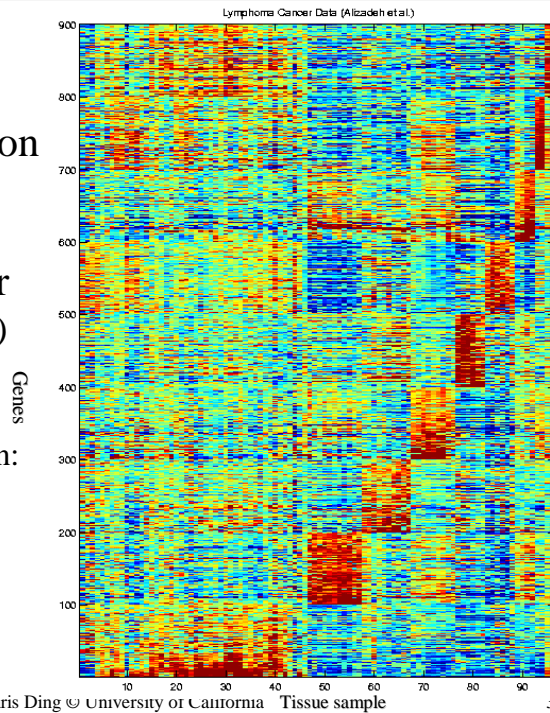 Lymphoma Cancer Data (Alizadeh et al.)
900
800
on
700
600
r
)
500
400
Genes
n:
300
200
100
10 20 30 40 50 60 70 80 90
ris Ding © University of California Tissue sample